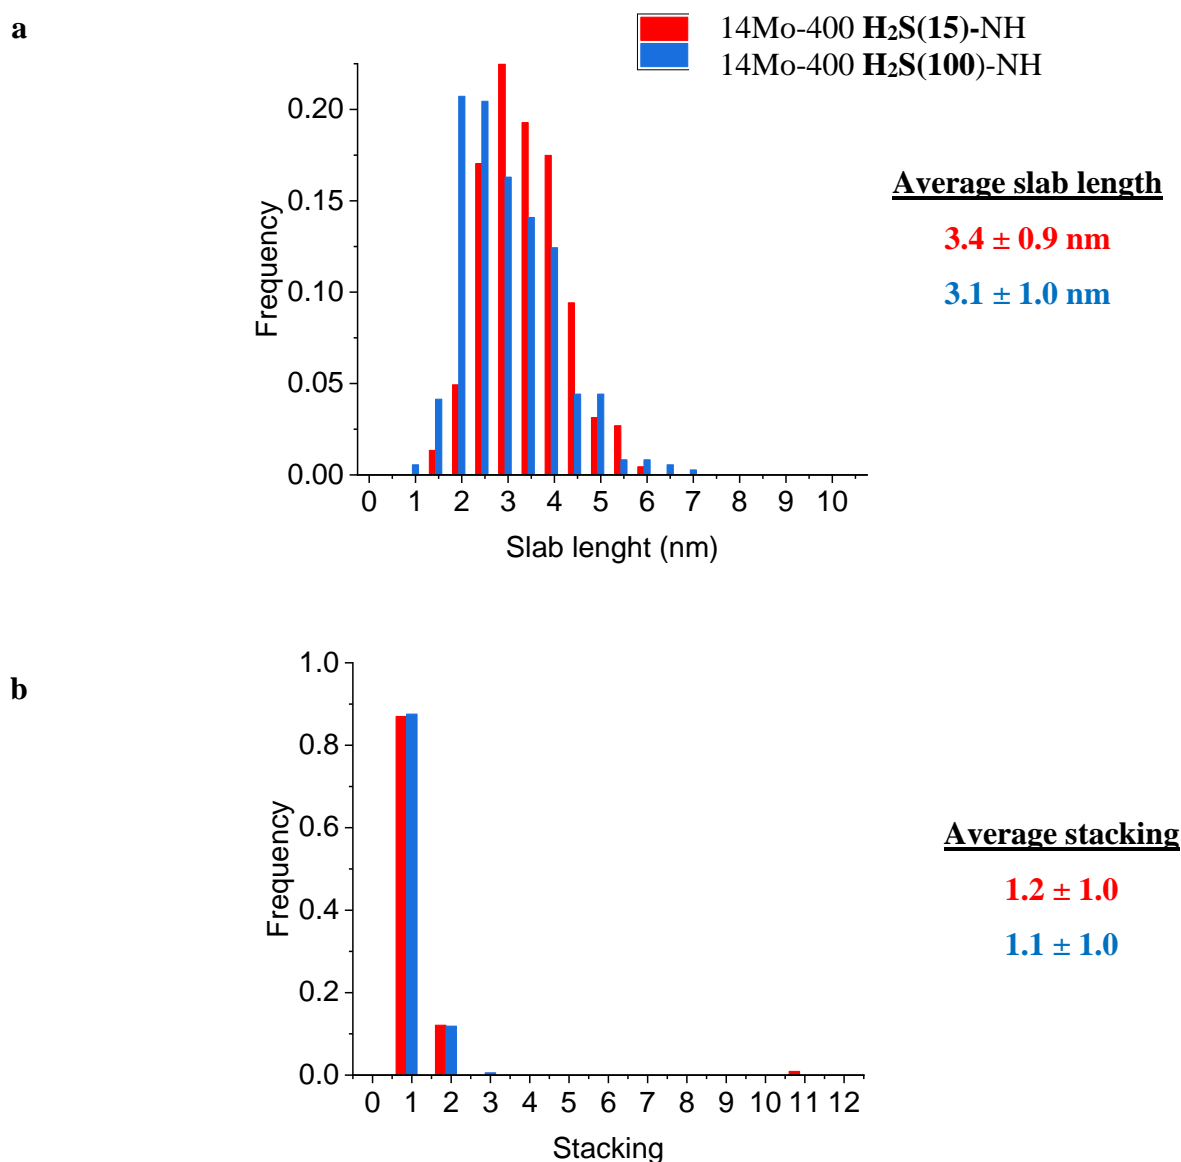 a
14Mo-400 H₂S(15)-NH
14Mo-400 H₂S(100)-NH
0.20
0.15
0.10
0.05
0.00
Frequency
0 1 2 3 4 5 6 7 8 9 10
Slab lenght (nm)
Average slab length
3.4 ± 0.9 nm
3.1 ± 1.0 nm
b
1.0
0.8
0.6
0.4
0.2
0.0
Frequency
0 1 2 3 4 5 6 7 8 9 10 11 12
Stacking
Average stacking
1.2 ± 1.0
1.1 ± 1.0